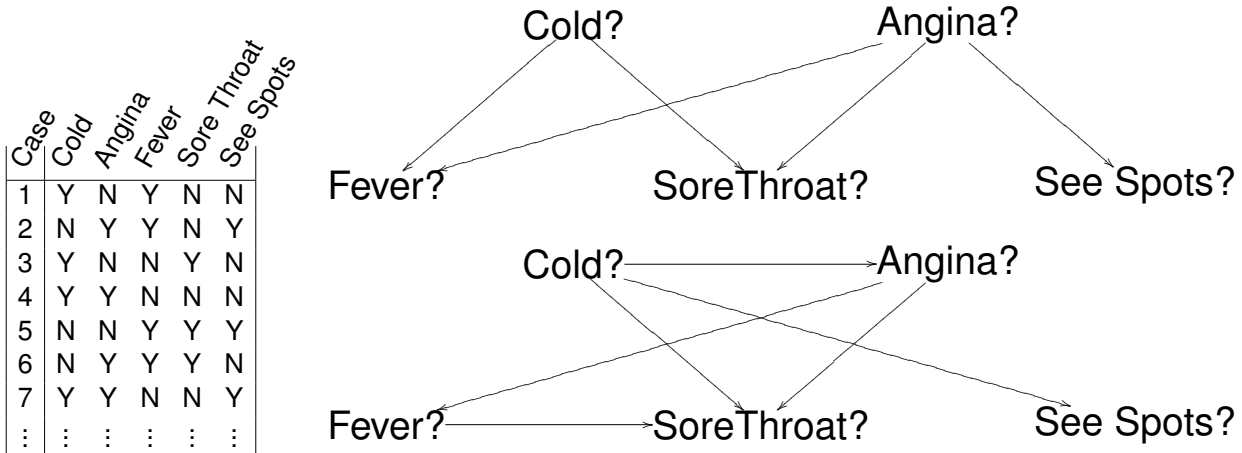 Case Cold Angina Fever Sore Throat See Spots
1 Y N Y N N
2 N Y Y N Y
3 Y N N Y N
4 Y Y N N N
5 N N Y Y Y
6 N Y Y Y N
7 Y Y N N Y
⋮ ⋮ ⋮ ⋮ ⋮ ⋮
Cold? Angina?
Fever? SoreThroat? See Spots?
Cold? Angina?
Fever? SoreThroat? See Spots?